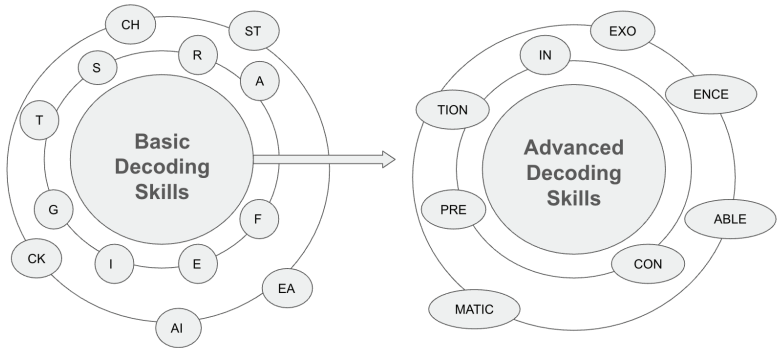 CH
ST
S
R
A
T
Basic
Decoding
Skills
G
F
CK
I
E
EA
AI
EXO
IN
ENCE
TION
Advanced
Decoding
Skills
PRE
ABLE
CON
MATIC